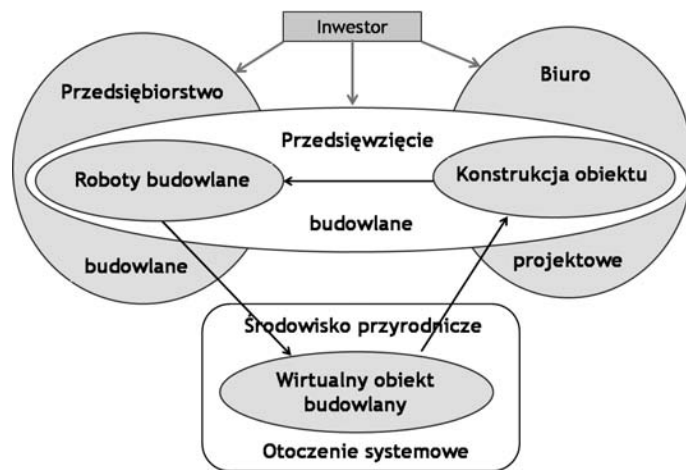 Inwestor
Przedsiębiorstwo
Biuro
Przedsięwzięcie
Roboty budowlane
Konstrukcja obiektu
budowlane
budowlane
projektowe
Środowisko przyrodnicze
Wirtualny obiekt
budowlany
Otoczenie systemowe